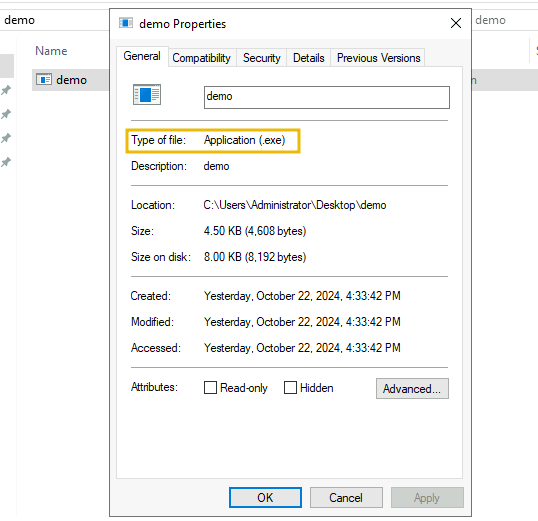 demo
demo Properties
demo
Name
S
demo
n
General Compatibility Security Details Previous Versions
demo
Type of file: Application (.exe)
Description: demo
Location: C:\Users\Administrator\Desktop\demo
Size: 4.50 KB (4,608 bytes)
Size on disk: 8.00 KB (8,192 bytes)
Created: Yesterday, October 22, 2024, 4:33:42 PM
Modified: Yesterday, October 22, 2024, 4:33:42 PM
Accessed: Yesterday, October 22, 2024, 4:33:42 PM
Attributes: Read-only Hidden Advanced...
OK Cancel Apply